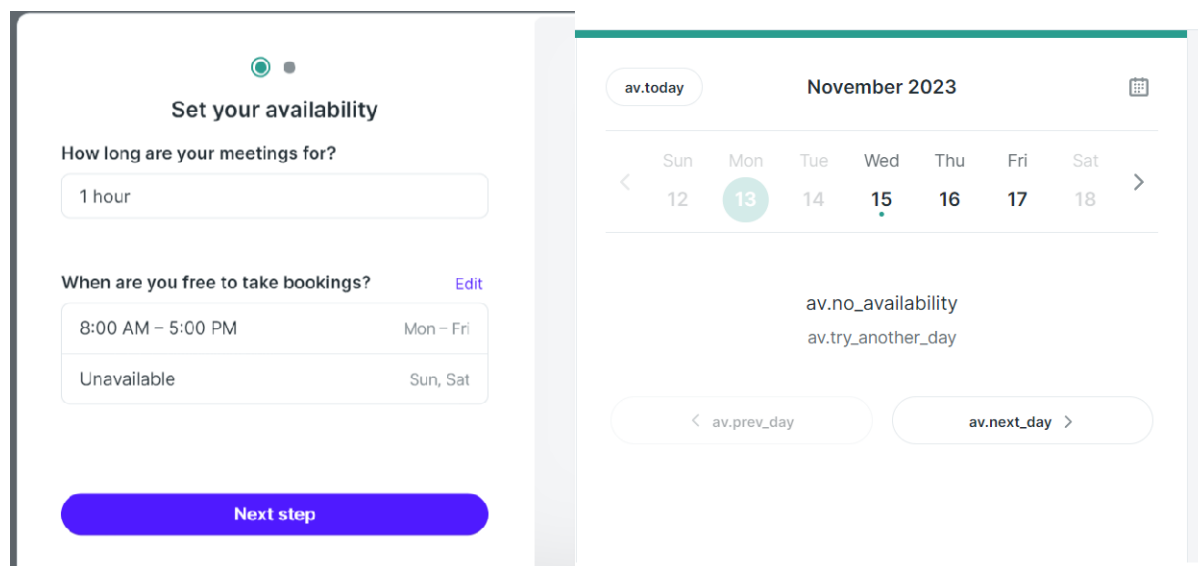 Set your availability
How long are your meetings for?
1 hour
When are you free to take bookings? Edit
8:00 AM – 5:00 PM Mon – Fri
Unavailable Sun, Sat
Next step
av.today November 2023
Sun Mon Tue Wed Thu Fri Sat
12 13 14 15 16 17 18
av.no_availability
av.try_another_day
av.prev_day av.next_day